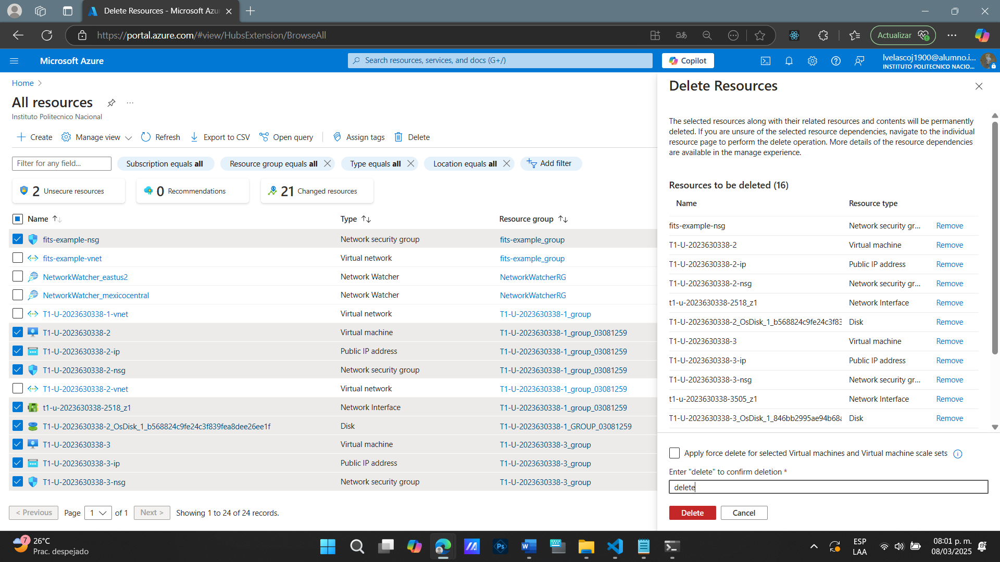 Delete Resources - Microsoft Azu
https://portal.azure.com/#view/HubsExtension/BrowseAll
Actualizar
Microsoft Azure
Search resources, services, and docs (G+/)
Copilot
lvelascoj1900@alumno.i...
INSTITUTO POLITECNICO NACIO...
Home
All resources
Instituto Politecnico Nacional
Create
Manage view
Refresh
Export to CSV
Open query
Assign tags
Delete
Filter for any field...
Subscription equals all
Resource group equals all
Type equals all
Location equals all
Add filter
2 Unsecure resources
0 Recommendations
21 Changed resources
Name Type Resource group
fits-example-nsg Network security group fits-example_group
fits-example-vnet Virtual network fits-example_group
NetworkWatcher_eastus2 Network Watcher NetworkWatcherRG
NetworkWatcher_mexicocentral Network Watcher NetworkWatcherRG
T1-U-2023630338-1-vnet Virtual network T1-U-2023630338-1_group
T1-U-2023630338-2 Virtual machine T1-U-2023630338-1_group_03081259
T1-U-2023630338-2-ip Public IP address T1-U-2023630338-1_group_03081259
T1-U-2023630338-2-nsg Network security group T1-U-2023630338-1_group_03081259
T1-U-2023630338-2-vnet Virtual network T1-U-2023630338-1_group_03081259
t1-u-2023630338-2518_z1 Network Interface T1-U-2023630338-1_group_03081259
T1-U-2023630338-2_OsDisk_1_b568824c9fe24c3f839fea8dee26ee1f Disk T1-U-2023630338-1_GROUP_03081259
T1-U-2023630338-3 Virtual machine T1-U-2023630338-3_group
T1-U-2023630338-3-ip Public IP address T1-U-2023630338-3_group
T1-U-2023630338-3-nsg Network security group T1-U-2023630338-3_group
< Previous Page 1 of 1 Next > Showing 1 to 24 of 24 records.
Delete Resources
The selected resources along with their related resources and contents will be permanently
deleted. If you are unsure of the selected resource dependencies, navigate to the individual
resource page to perform the delete operation. More details of the resource dependencies
are available in the manage experience.
Resources to be deleted (16)
Name Resource type
fits-example-nsg Network security gr... Remove
T1-U-2023630338-2 Virtual machine Remove
T1-U-2023630338-2-ip Public IP address Remove
T1-U-2023630338-2-nsg Network security gr... Remove
t1-u-2023630338-2518_z1 Network Interface Remove
T1-U-2023630338-2_OsDisk_1_b568824c9fe24c3f83 Disk Remove
T1-U-2023630338-3 Virtual machine Remove
T1-U-2023630338-3-ip Public IP address Remove
T1-U-2023630338-3-nsg Network security gr... Remove
t1-u-2023630338-3505_z1 Network Interface Remove
T1-U-2023630338-3_OsDisk_1_846bb2995ae94b68a Disk Remove
Apply force delete for selected Virtual machines and Virtual machine scale sets
Enter "delete" to confirm deletion *
delete
Delete
Cancel
7
26°C
Prac. despejado
ESP
LAA
08:01 p. m.
08/03/2025